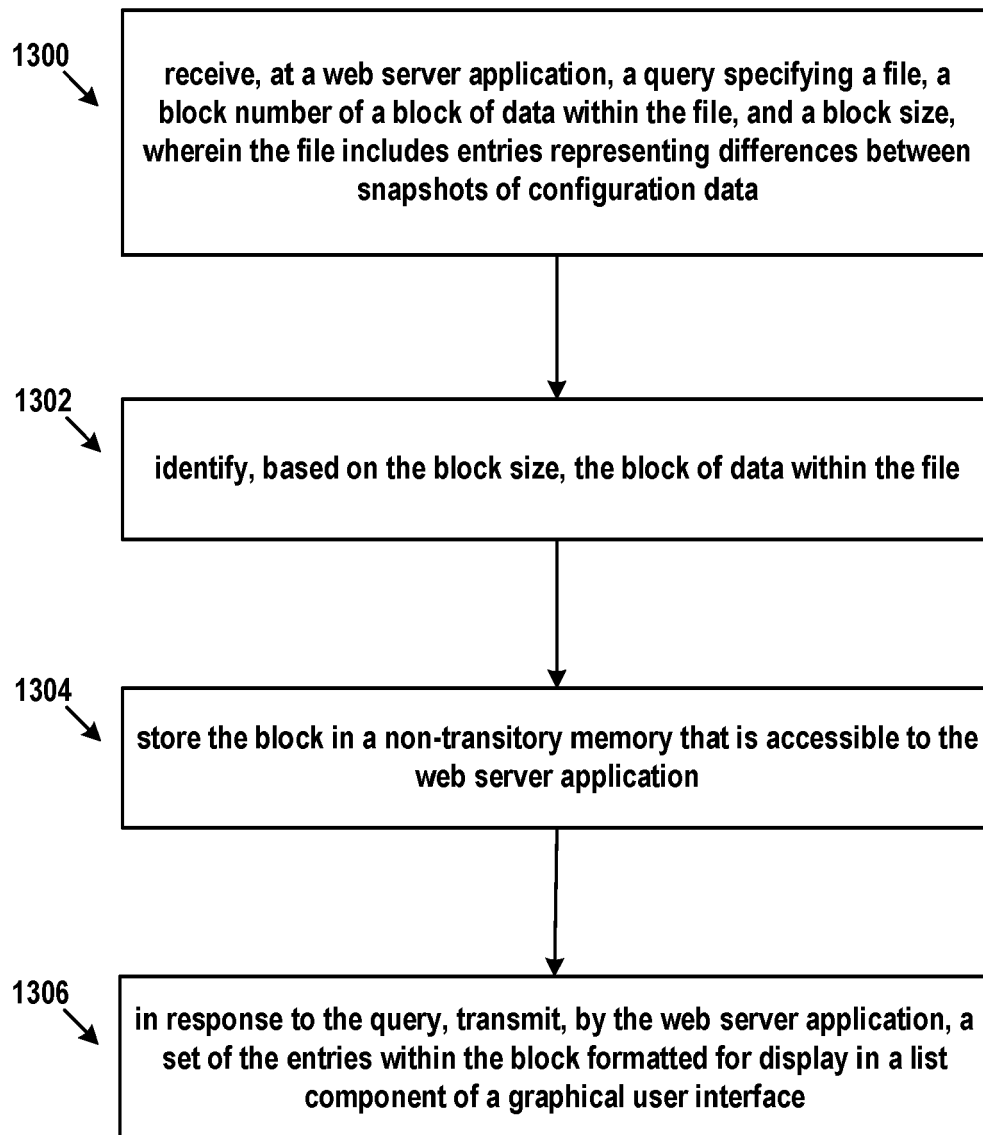 1300
receive, at a web server application, a query specifying a file, a
block number of a block of data within the file, and a block size,
wherein the file includes entries representing differences between
snapshots of configuration data
1302
identify, based on the block size, the block of data within the file
1304
store the block in a non-transitory memory that is accessible to the
web server application
1306
in response to the query, transmit, by the web server application, a
set of the entries within the block formatted for display in a list
component of a graphical user interface